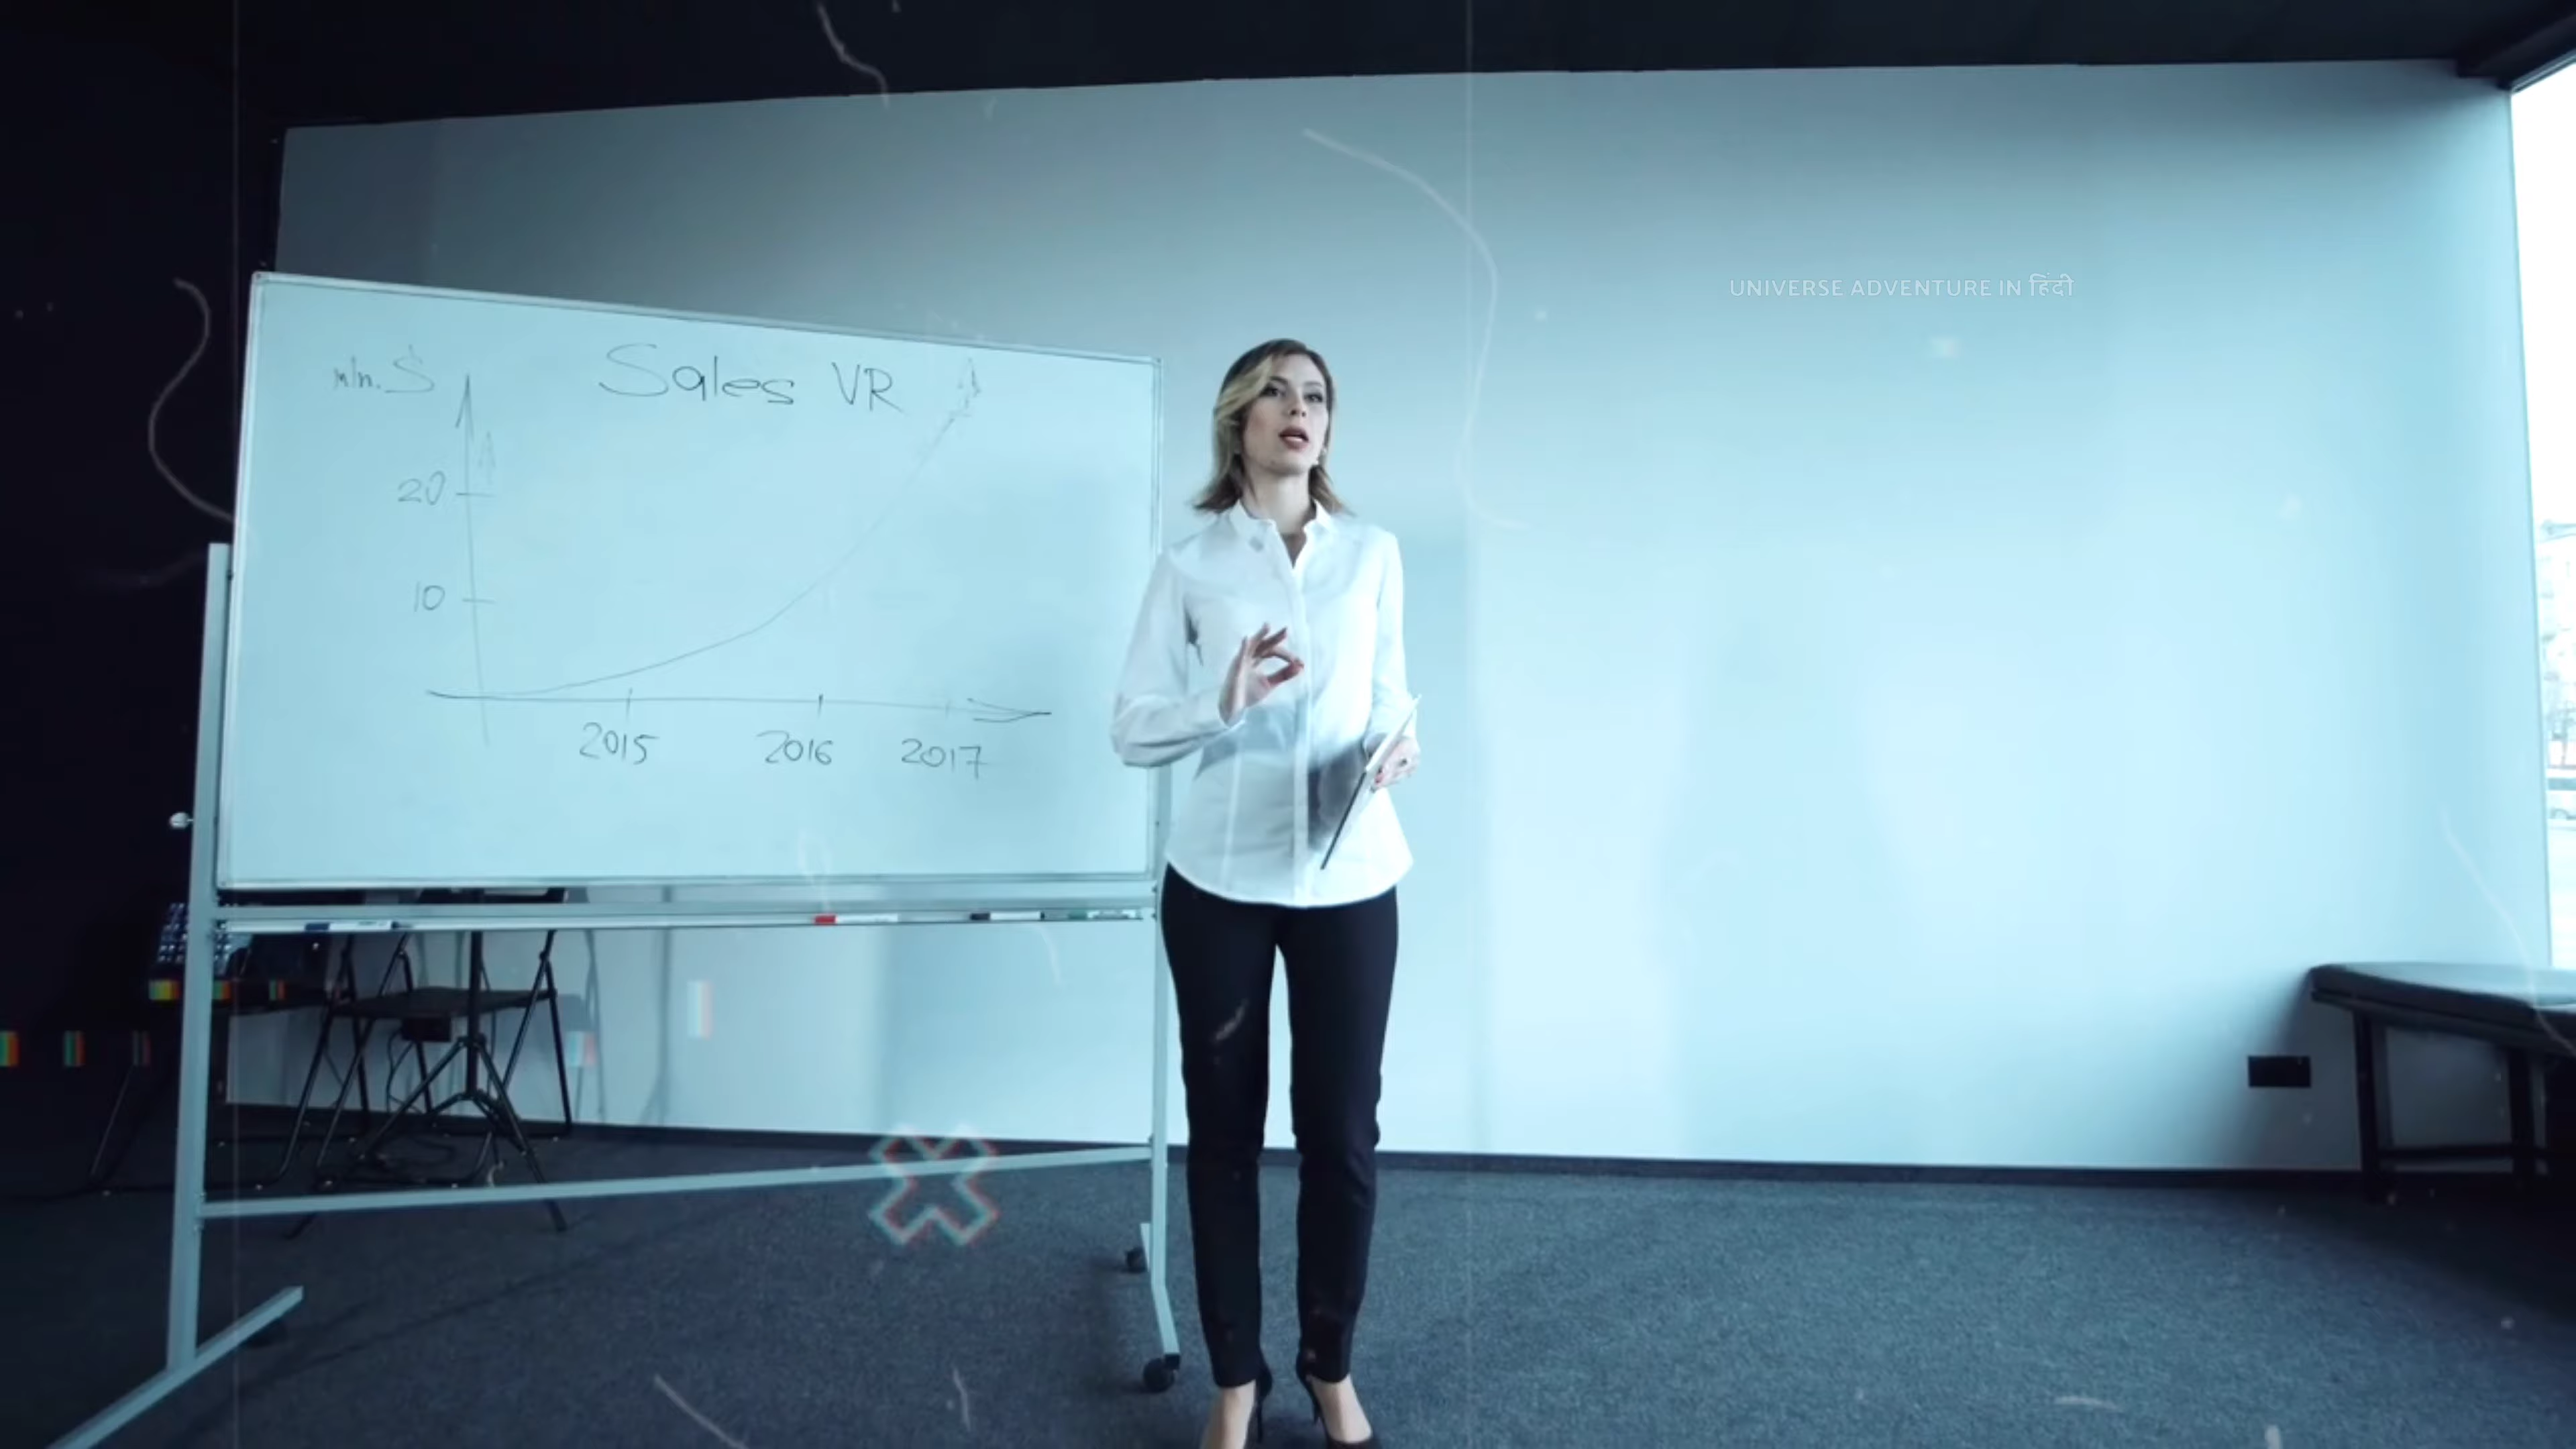 Sales VR
mln. $
20
10
2015 2016 2017
UNIVERSE ADVENTURE IN हिंदी